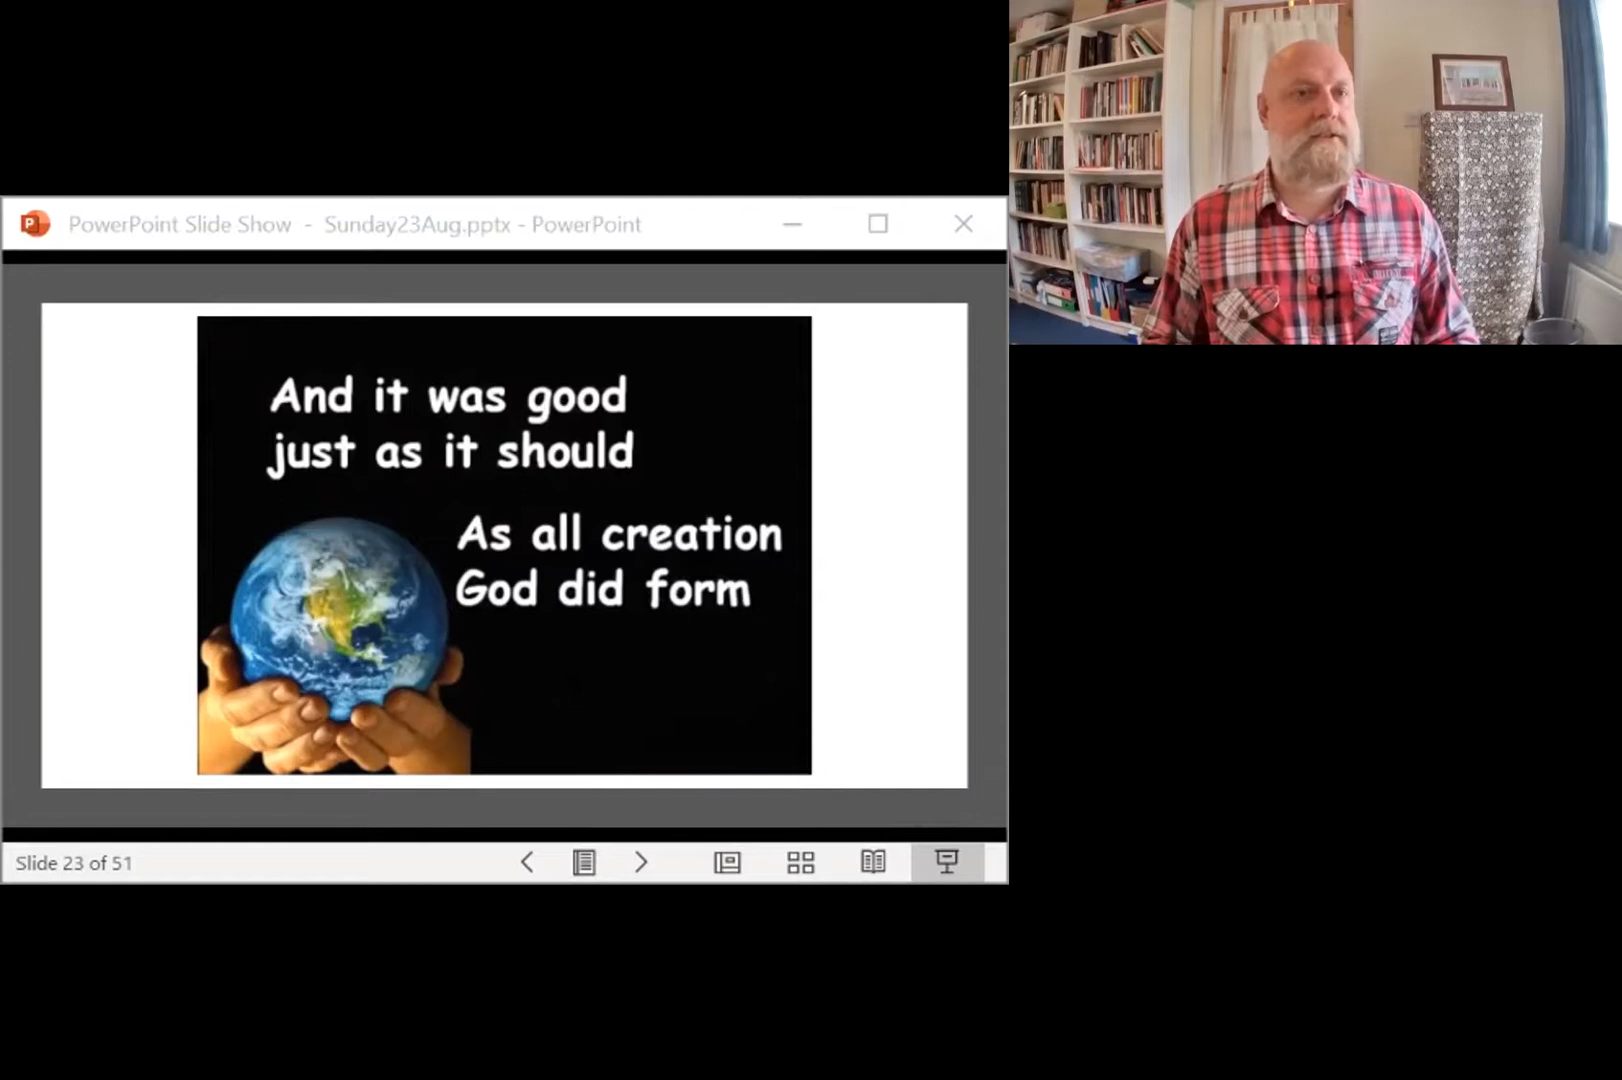 PowerPoint Slide Show - Sunday23Aug.pptx - PowerPoint
And it was good
just as it should
As all creation
God did form
Slide 23 of 51